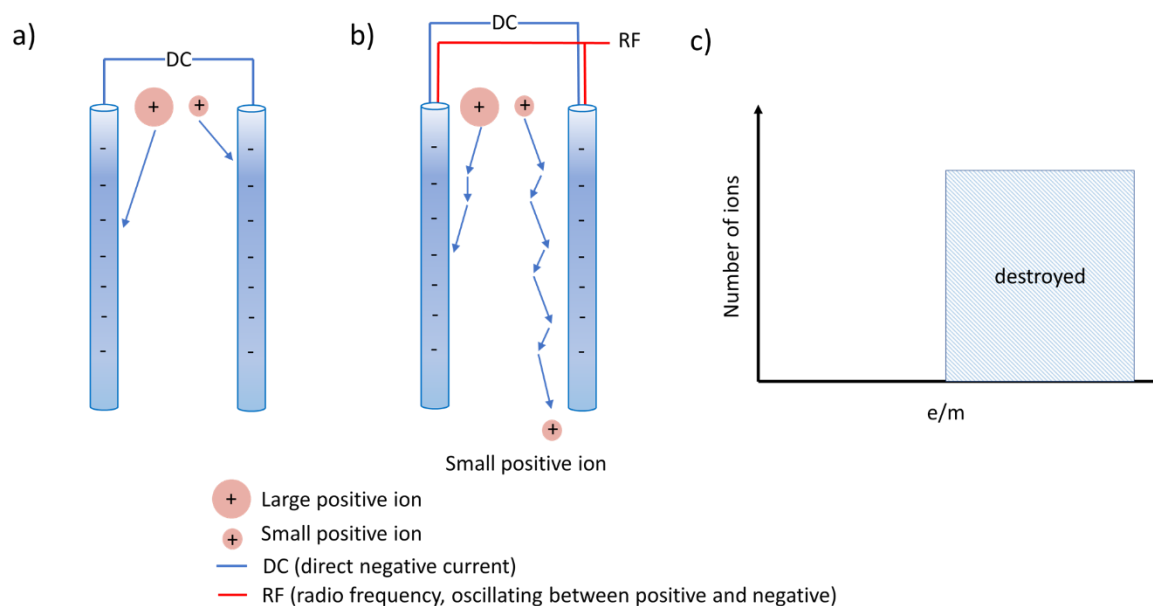 a)
DC
+
+
-
-
-
-
-
-
-
-
-
-
-
-
b)
DC
RF
+
+
-
-
-
-
-
-
-
-
-
-
-
-
+
Small positive ion
c)
Number of ions
destroyed
e/m
+ Large positive ion
+ Small positive ion
DC (direct negative current)
RF (radio frequency, oscillating between positive and negative)